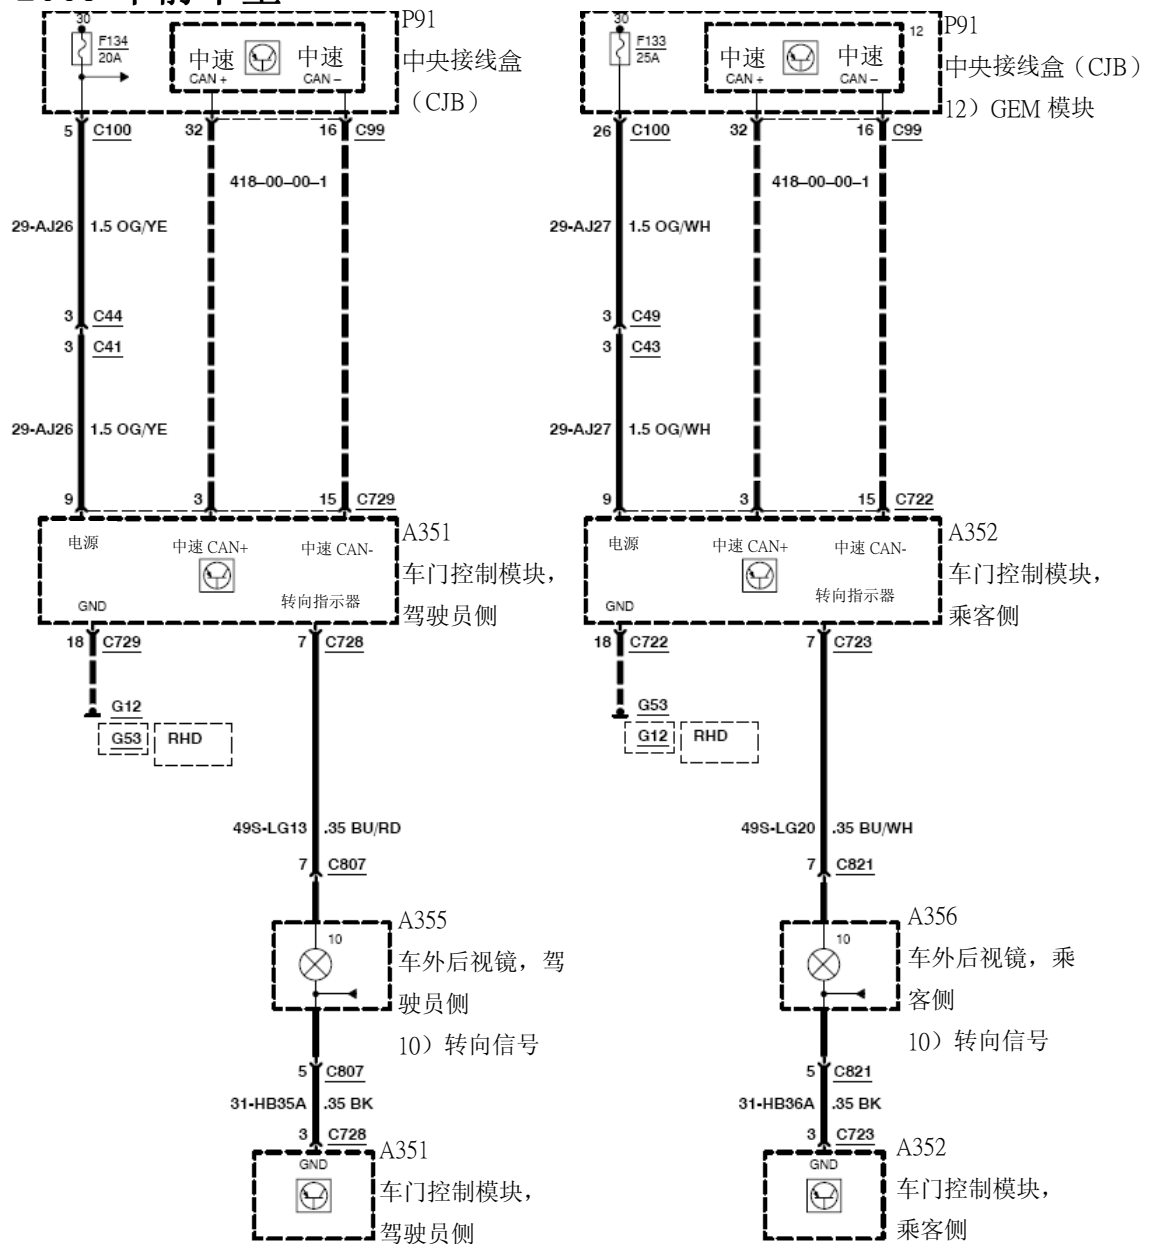 30
F134
20A
中速
CAN +
中速
CAN –
P91
中央接线盒
（CJB）
5
C100
32
16
C99
418–00–00–1
29-AJ26
1.5 OG/YE
3
C44
3
C41
29-AJ26
1.5 OG/YE
9
3
15
C729
电源
中速 CAN+
中速 CAN-
GND
转向指示器
A351
车门控制模块，
驾驶员侧
18
C729
7
C728
G12
G53
RHD
49S-LG13
.35 BU/RD
7
C807
10
A355
车外后视镜，驾
驶员侧
10）转向信号
5
C807
31-HB35A
.35 BK
3
C728
GND
A351
车门控制模块，
驾驶员侧
30
F133
25A
中速
CAN +
中速
CAN –
12
P91
中央接线盒（CJB）
12）GEM 模块
26
C100
32
16
C99
418–00–00–1
29-AJ27
1.5 OG/WH
3
C49
3
C43
29-AJ27
1.5 OG/WH
9
3
15
C722
电源
中速 CAN+
中速 CAN-
GND
转向指示器
A352
车门控制模块，
乘客侧
18
C722
7
C723
G53
G12
RHD
49S-LG20
.35 BU/WH
7
C821
10
A356
车外后视镜，乘
客侧
10）转向信号
5
C821
31-HB36A
.35 BK
3
C723
GND
A352
车门控制模块，
乘客侧